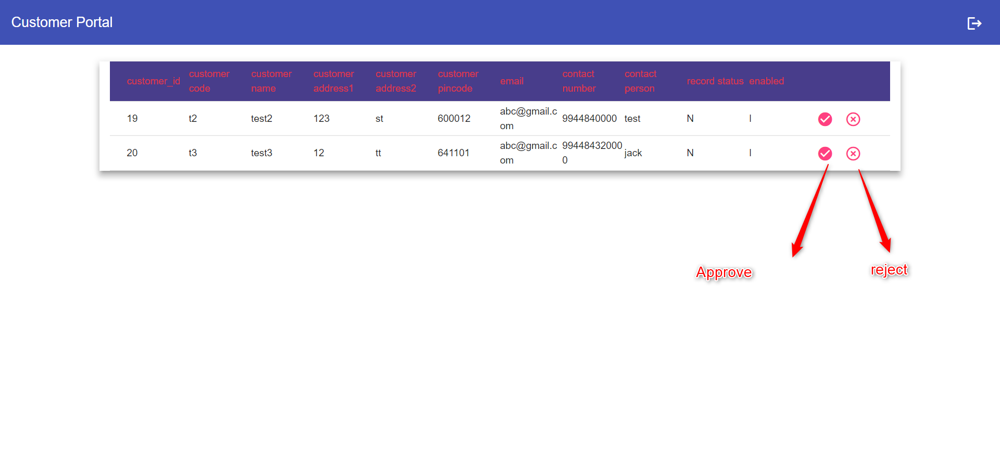 Customer Portal
customer_id customer code customer name customer address1 customer address2 customer pincode email contact number contact person record status enabled
19 t2 test2 123 st 600012 abc@gmail.com 9944840000 test N I
20 t3 test3 12 tt 641101 abc@gmail.com 994484320000 jack N I
Approve
reject